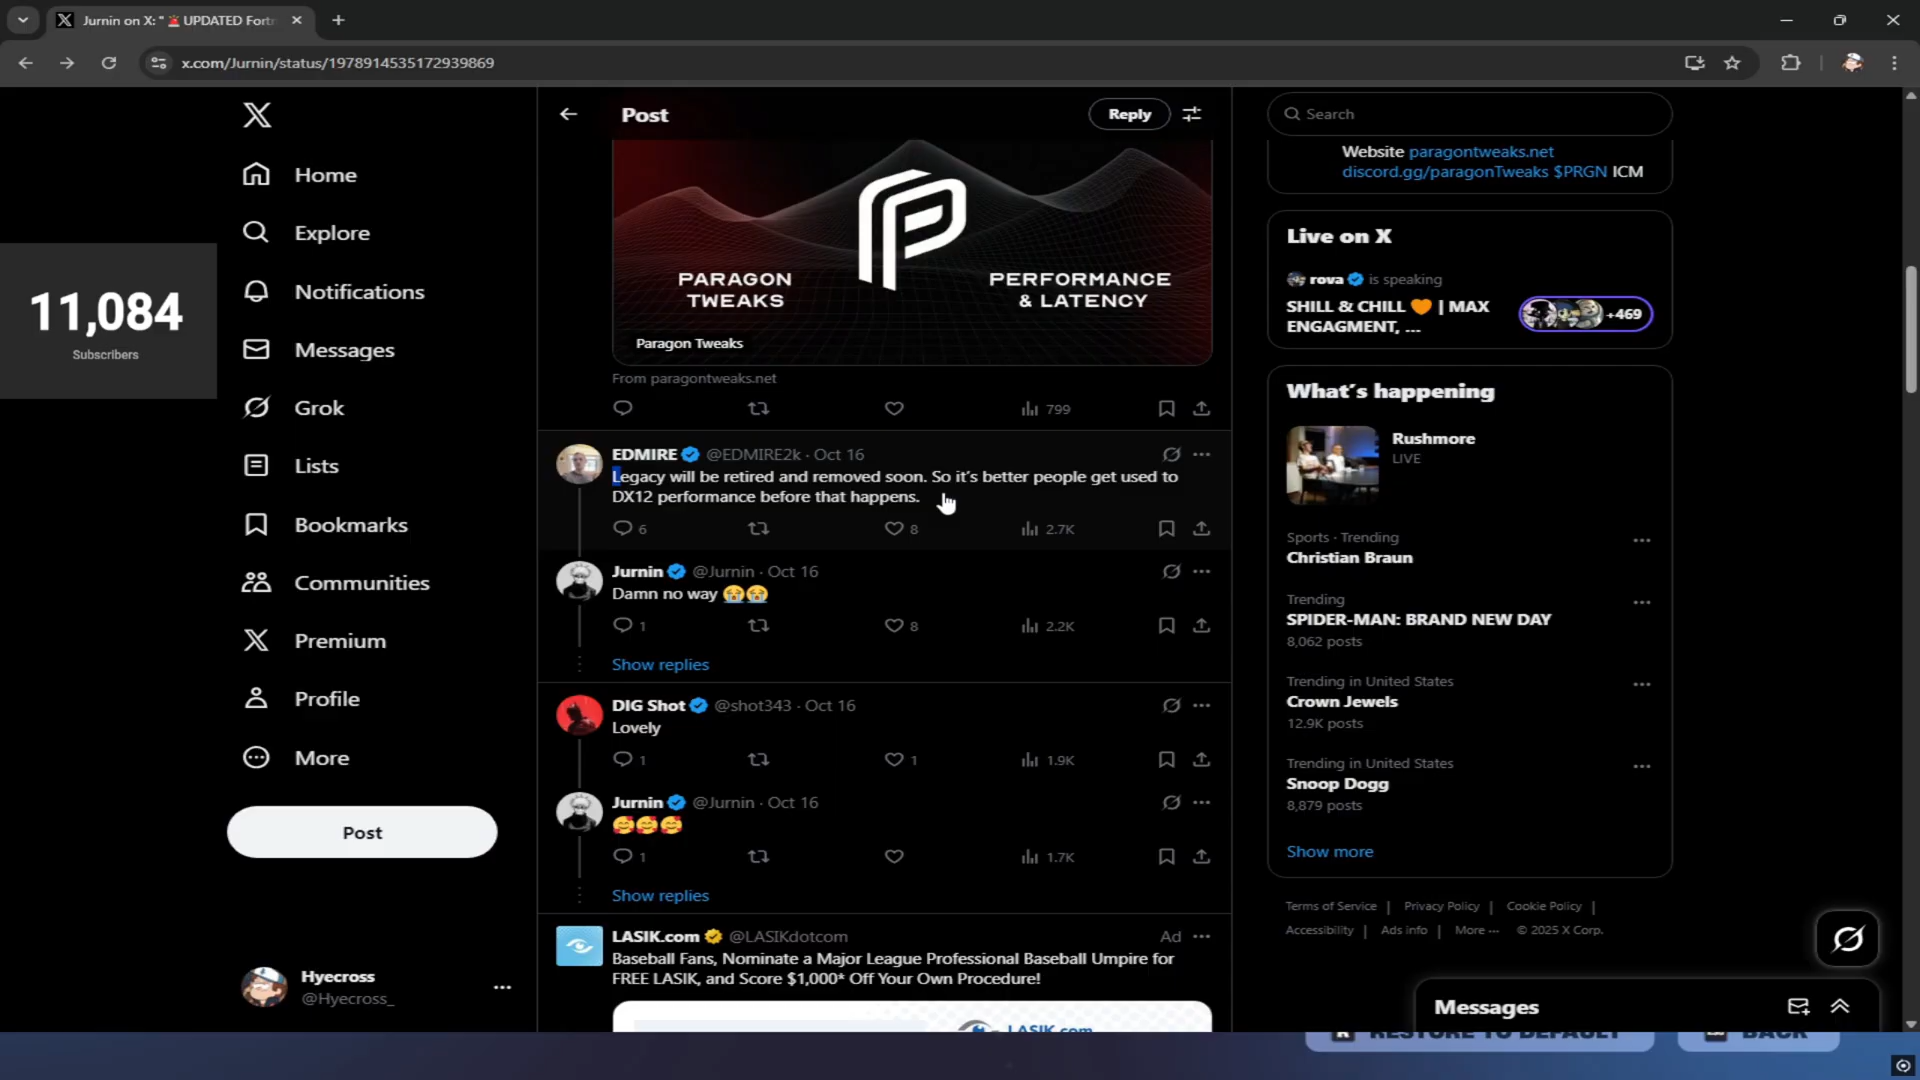 Jurnin on X: "🚨UPDATED Fortn
x.com/Jurnin/status/1978914535172939869
11,084
Subscribers
Home
Explore
Notifications
Messages
Grok
Lists
Bookmarks
Communities
Premium
Profile
More
Post
Hyecross
@Hyecross_
Post
Reply
PARAGON
TWEAKS
PERFORMANCE
& LATENCY
Paragon Tweaks
From paragontweaks.net
799
EDMIRE @EDMIRE2k · Oct 16
Legacy will be retired and removed soon. So it's better people get used to
DX12 performance before that happens.
6 8 2.7K
Jurnin @Jurnin · Oct 16
Damn no way 😭😭
1 8 2.2K
Show replies
DIG Shot @shot343 · Oct 16
Lovely
1 1 1.9K
Jurnin @Jurnin · Oct 16
🥰🥰🥰
1 1.7K
Show replies
LASIK.com @LASIKdotcom Ad
Baseball Fans, Nominate a Major League Professional Baseball Umpire for
FREE LASIK, and Score $1,000* Off Your Own Procedure!
LASIK.com
Search
Website paragontweaks.net
discord.gg/paragonTweaks $PRGN ICM
Live on X
rova is speaking
SHILL & CHILL 🧡 | MAX
ENGAGMENT, ...
+469
What's happening
Rushmore
LIVE
Sports · Trending
Christian Braun
Trending
SPIDER-MAN: BRAND NEW DAY
8,062 posts
Trending in United States
Crown Jewels
12.9K posts
Trending in United States
Snoop Dogg
8,879 posts
Show more
Terms of Service | Privacy Policy | Cookie Policy |
Accessibility | Ads info | More ··· © 2025 X Corp.
Messages
RESTORE TO DEFAULT
BACK